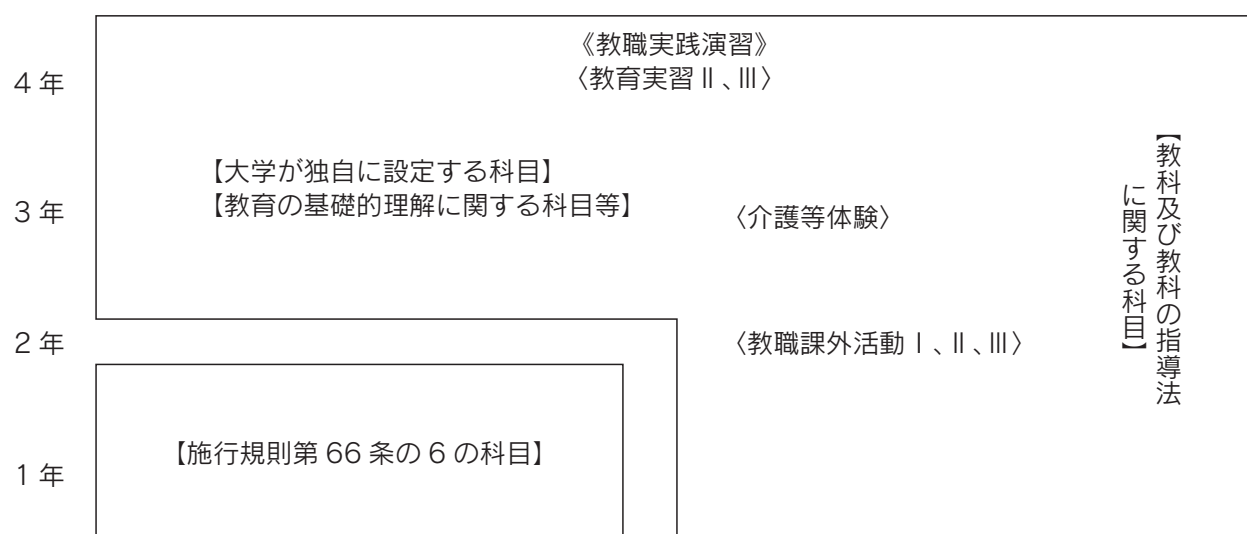 《教職実践演習》
4 年
〈教育実習Ⅱ、Ⅲ〉
【大学が独自に設定する科目】
3 年
【教育の基礎的理解に関する科目等】
〈介護等体験〉
【教科及び教科の指導法
に関する科目】
2 年
〈教職課外活動Ⅰ、Ⅱ、Ⅲ〉
【施行規則第 66 条の 6 の科目】
1 年